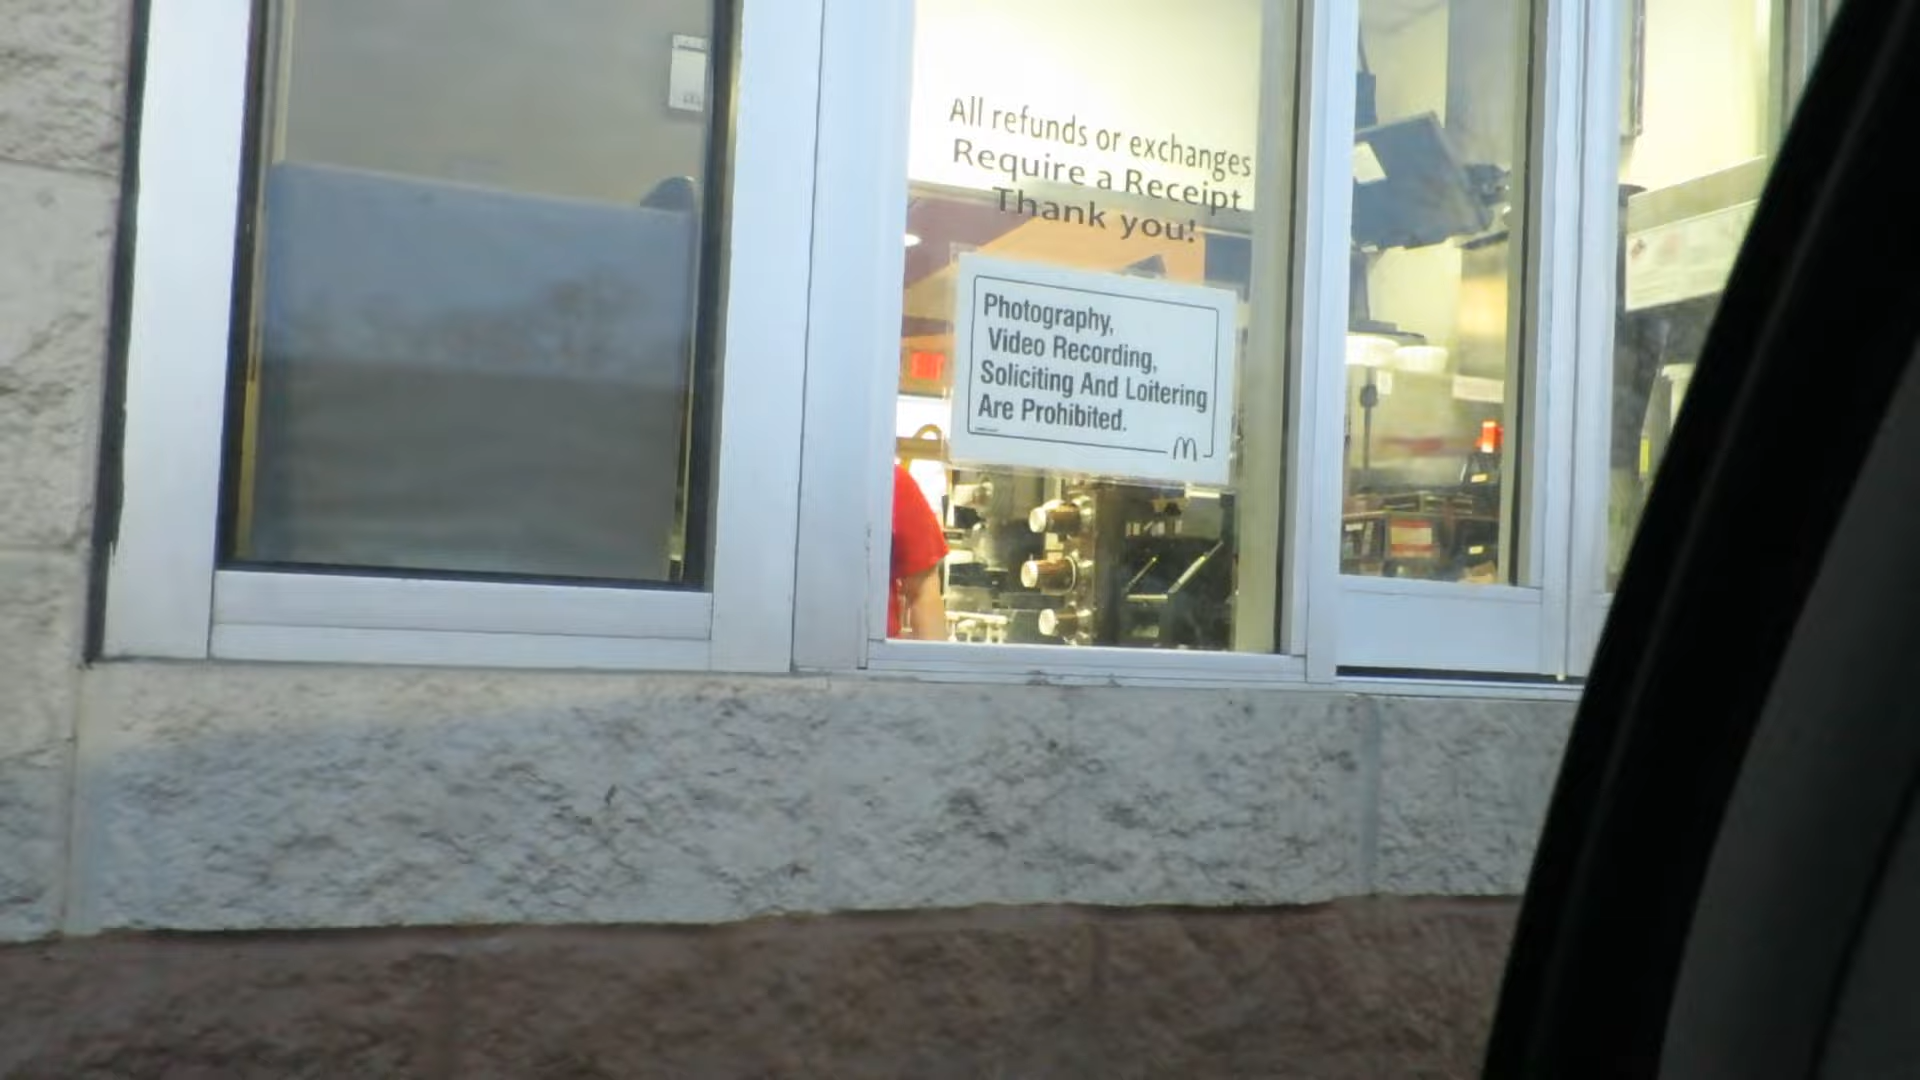 All refunds or exchanges
Require a Receipt
Thank you!
Photography,
Video Recording,
Soliciting And Loitering
Are Prohibited.